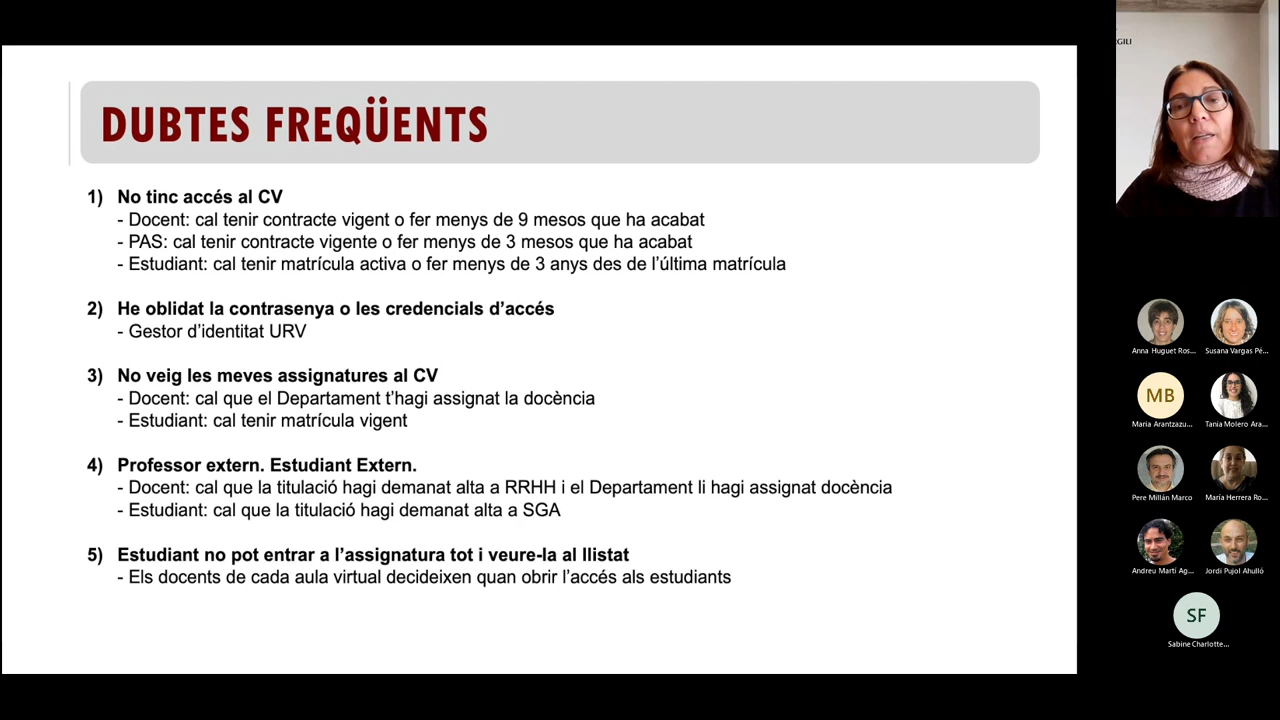 DUBTES FREQÜENTS
1) No tinc accés al CV
- Docent: cal tenir contracte vigent o fer menys de 9 mesos que ha acabat
- PAS: cal tenir contracte vigente o fer menys de 3 mesos que ha acabat
- Estudiant: cal tenir matrícula activa o fer menys de 3 anys des de l’última matrícula
2) He oblidat la contrasenya o les credencials d’accés
- Gestor d’identitat URV
3) No veig les meves assignatures al CV
- Docent: cal que el Departament t’hagi assignat la docència
- Estudiant: cal tenir matrícula vigent
4) Professor extern. Estudiant Extern.
- Docent: cal que la titulació hagi demanat alta a RRHH i el Departament li hagi assignat docència
- Estudiant: cal que la titulació hagi demanat alta a SGA
5) Estudiant no pot entrar a l’assignatura tot i veure-la al llistat
- Els docents de cada aula virtual decideixen quan obrir l’accés als estudiants
GILI
Anna Huguet Ros...
Susana Vargas Pé...
MB
Maria Arantzazu...
Tania Molero Ara...
Pere Millán Marco
María Herrera Ro...
Andreu Martí Ag...
Jordi Pujol Ahulló
SF
Sabine Charlotte...